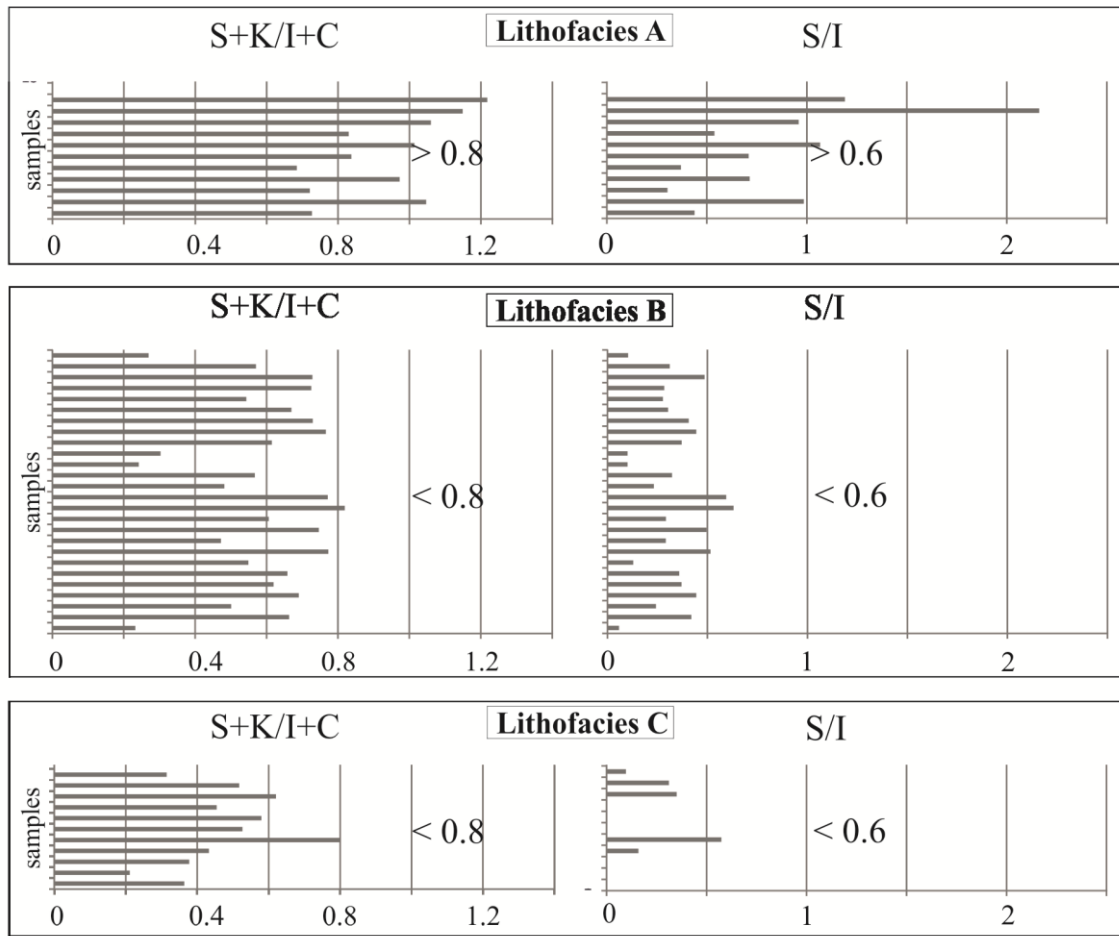 Lithofacies A
S+K/I+C S/I
samples
> 0.8 > 0.6
0 0.4 0.8 1.2 0 1 2
S+K/I+C Lithofacies B S/I
samples
< 0.8 < 0.6
0 0.4 0.8 1.2 0 1 2
S+K/I+C Lithofacies C S/I
samples
< 0.8 < 0.6
0 0.4 0.8 1.2 0 1 2